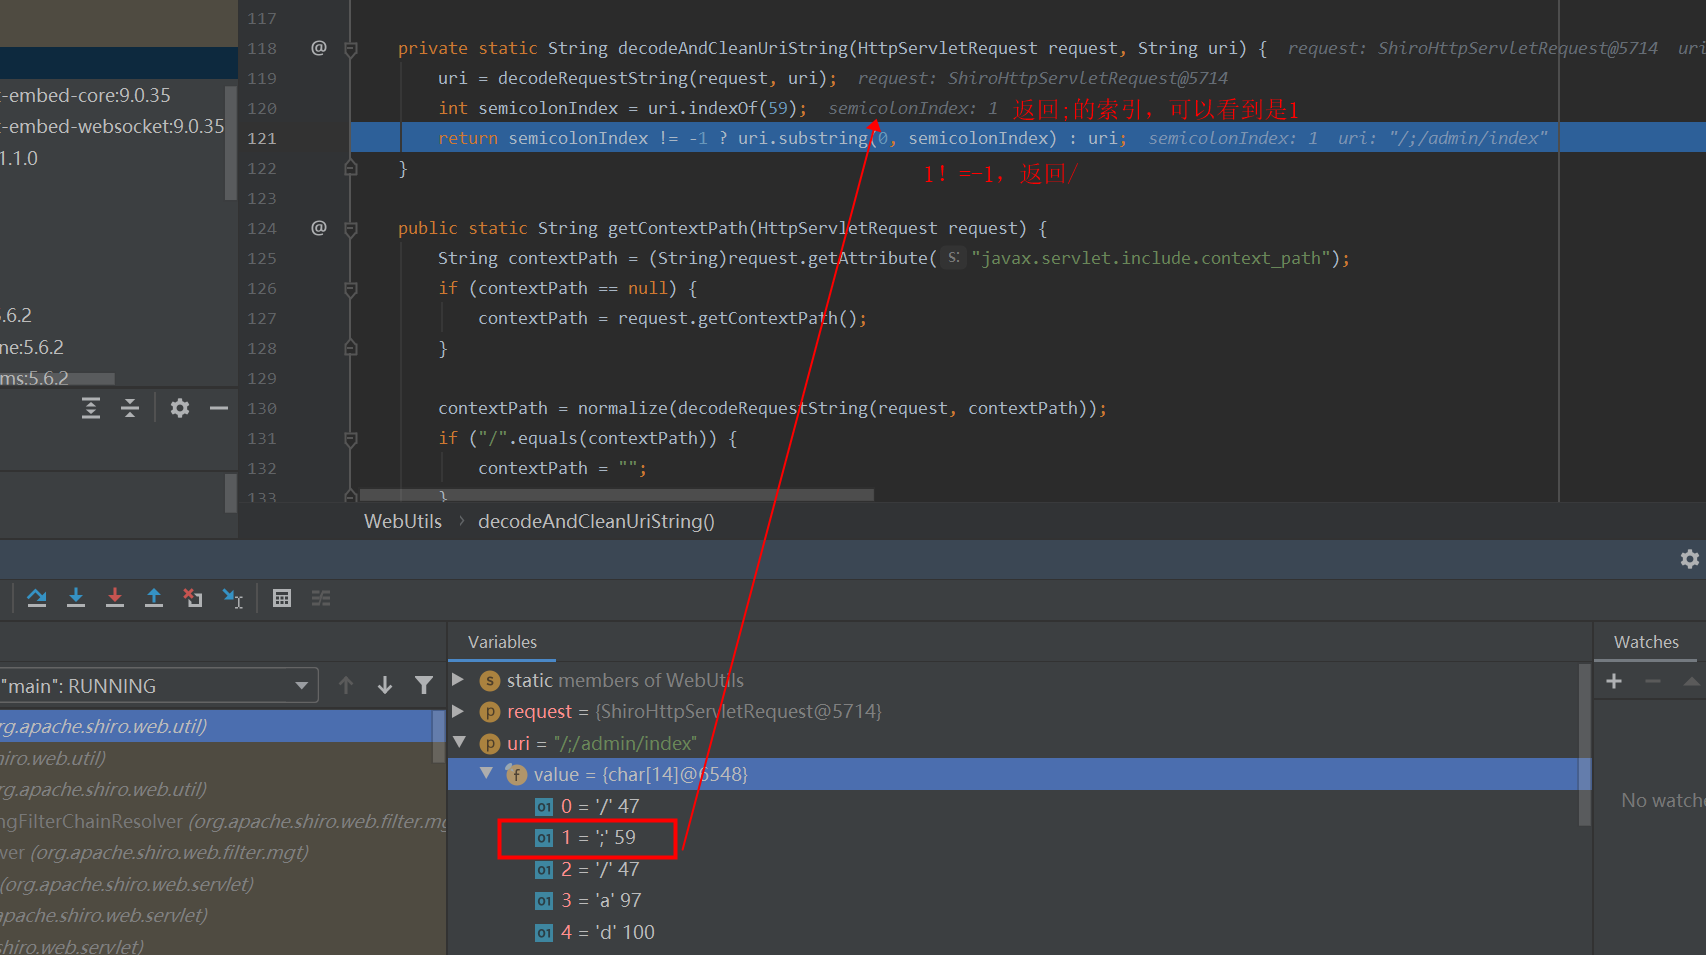 117
118 @ private static String decodeAndCleanUriString(HttpServletRequest request, String uri) { request: ShiroHttpServletRequest@5714 uri
119 uri = decodeRequestString(request, uri); request: ShiroHttpServletRequest@5714
120 int semicolonIndex = uri.indexOf(59); semicolonIndex: 1 返回;的索引，可以看到是1
121 return semicolonIndex != -1 ? uri.substring(0, semicolonIndex) : uri; semicolonIndex: 1 uri: "/;/admin/index"
122 }
1！=-1，返回/
123
124 @ public static String getContextPath(HttpServletRequest request) {
125 String contextPath = (String)request.getAttribute( s: "javax.servlet.include.context_path");
126 if (contextPath == null) {
127 contextPath = request.getContextPath();
128 }
129
130 contextPath = normalize(decodeRequestString(request, contextPath));
131 if ("/".equals(contextPath)) {
132 contextPath = "";
133 }
t-embed-core:9.0.35
t-embed-websocket:9.0.35
1.1.0
.6.2
ne:5.6.2
ms:5.6.2
WebUtils › decodeAndCleanUriString()
"main": RUNNING
rg.apache.shiro.web.util)
hiro.web.util)
rg.apache.shiro.web.util)
ngFilterChainResolver (org.apache.shiro.web.filter.mg
ver (org.apache.shiro.web.filter.mgt)
(org.apache.shiro.web.servlet)
apache.shiro.web.servlet)
shiro.web.servlet)
Variables
s static members of WebUtils
p request = {ShiroHttpServletRequest@5714}
p uri = "/;/admin/index"
f value = {char[14]@6548}
01 0 = '/' 47
01 1 = ';' 59
01 2 = '/' 47
01 3 = 'a' 97
01 4 = 'd' 100
Watches
No watche